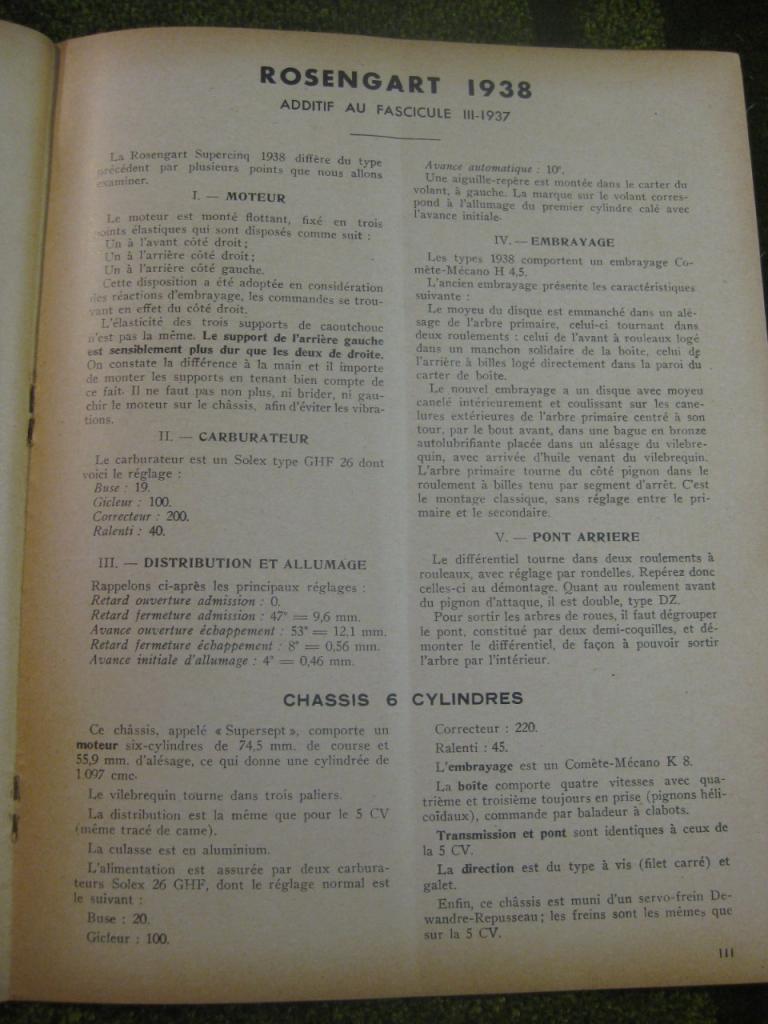 ROSENGART 1938
ADDITIF AU FASCICULE III-1937
La Rosengart Supercinq 1938 diffère du type
précédent par plusieurs points que nous allons
examiner.
I. — MOTEUR
Le moteur est monté flottant, fixé en trois
points élastiques qui sont disposés comme suit :
Un à l'avant côté droit ;
Un à l'arrière côté droit ;
Un à l'arrière côté gauche.
Cette disposition a été adoptée en considération
des réactions d'embrayage, les commandes se trou-
vant en effet du côté droit.
L'élasticité des trois supports de caoutchouc
n'est pas la même. Le support de l'arrière gauche
est sensiblement plus dur que les deux de droite.
On constate la différence à la main et il importe
de monter les supports en tenant bien compte de
ce fait. Il ne faut pas non plus, ni brider, ni gau-
chir le moteur sur le châssis, afin d'éviter les vibra-
tions.
II. — CARBURATEUR
Le carburateur est un Solex type GHF 26 dont
voici le réglage :
Buse : 19.
Gicleur : 100.
Correcteur : 200.
Ralenti : 40.
III. — DISTRIBUTION ET ALLUMAGE
Rappelons ci-après les principaux réglages :
Retard ouverture admission : 0.
Retard fermeture admission : 47° = 9,6 mm.
Avance ouverture échappement : 53° = 12,1 mm.
Retard fermeture échappement : 8° = 0,56 mm.
Avance initiale d'allumage : 4° = 0,46 mm.
Avance automatique : 10°.
Une aiguille-repère est montée dans le carter du
volant, à gauche. La marque sur le volant corres-
pond à l'allumage du premier cylindre calé avec
l'avance initiale.
IV. — EMBRAYAGE
Les types 1938 comportent un embrayage Co-
mète-Mécano H 4,5.
L'ancien embrayage présente les caractéristiques
suivante :
Le moyeu du disque est emmanché dans un alé-
sage de l'arbre primaire, celui-ci tournant dans
deux roulements : celui de l'avant à rouleaux logé
dans un manchon solidaire de la boîte, celui de
l'arrière à billes logé directement dans la paroi du
carter de boîte.
Le nouvel embrayage a un disque avec moyeu
canelé intérieurement et coulissant sur les cane-
lures extérieures de l'arbre primaire centré à son
tour, par le bout avant, dans une bague en bronze
autolubrifiante placée dans un alésage du vilebre-
quin, avec arrivée d'huile venant du vilebrequin.
L'arbre primaire tourne du côté pignon dans le
roulement à billes tenu par segment d'arrêt. C'est
le montage classique, sans réglage entre le pri-
maire et le secondaire.
V. — PONT ARRIERE
Le différentiel tourne dans deux roulements à
rouleaux, avec réglage par rondelles. Repérez donc
celles-ci au démontage. Quant au roulement avant
du pignon d'attaque, il est double, type DZ.
Pour sortir les arbres de roues, il faut dégrouper
le pont, constitué par deux demi-coquilles, et dé-
monter le différentiel, de façon à pouvoir sortir
l'arbre par l'intérieur.
CHASSIS 6 CYLINDRES
Ce châssis, appelé « Supersept », comporte un
moteur six-cylindres de 74,5 mm. de course et
55,9 mm. d'alésage, ce qui donne une cylindrée de
1 097 cmc.
Le vilebrequin tourne dans trois paliers.
La distribution est la même que pour le 5 CV
(même tracé de came).
La culasse est en aluminium.
L'alimentation est assurée par deux carbura-
teurs Solex 26 GHF, dont le réglage normal est
le suivant :
Buse : 20.
Gicleur : 100.
Correcteur : 220.
Ralenti : 45.
L'embrayage est un Comète-Mécano K 8.
La boîte comporte quatre vitesses avec qua-
trième et troisième toujours en prise (pignons héli-
coïdaux), commande par baladeur à clabots.
Transmission et pont sont identiques à ceux de
la 5 CV.
La direction est du type à vis (filet carré) et
galet.
Enfin, ce châssis est muni d'un servo-frein De-
wandre-Repusseau ; les freins sont les mêmes que
sur la 5 CV.
III